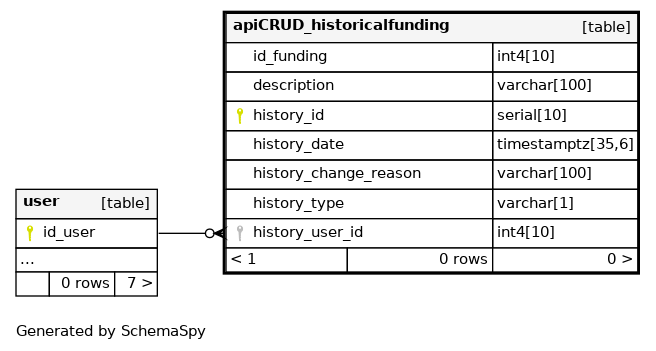 apiCRUD_historicalfunding [table]
id_funding int4[10]
description varchar[100]
history_id serial[10]
history_date timestamptz[35,6]
history_change_reason varchar[100]
history_type varchar[1]
history_user_id int4[10]
< 1 0 rows 0 >
user [table]
id_user
...
0 rows 7 >
Generated by SchemaSpy